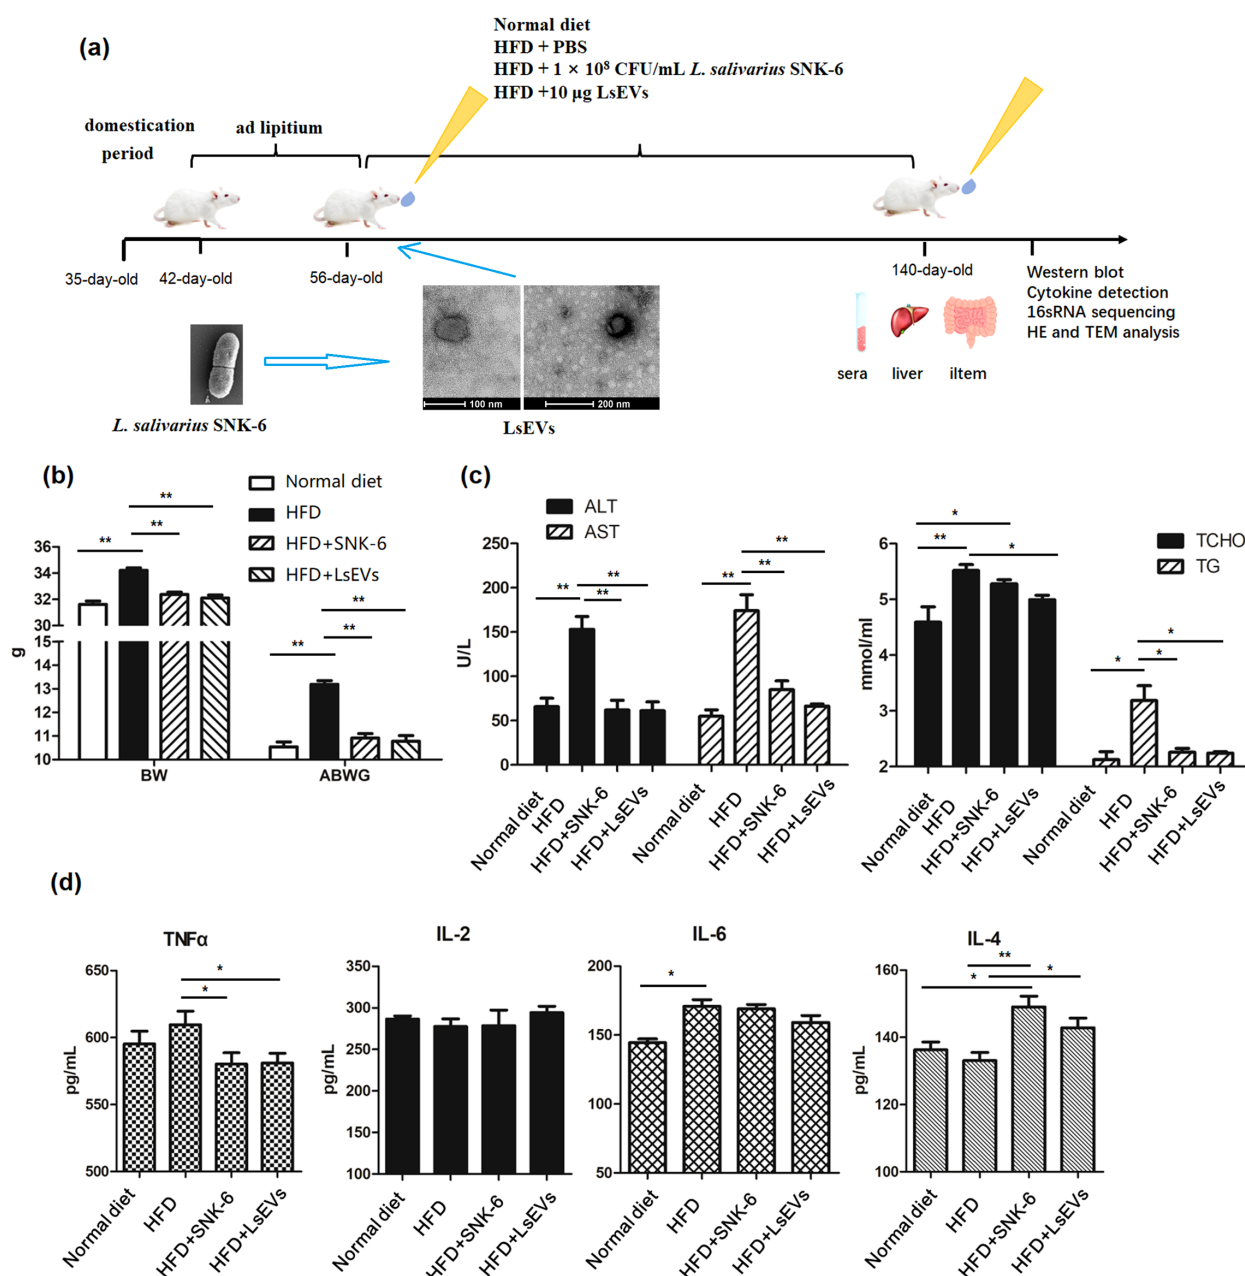 (a)
Normal diet
HFD + PBS
HFD + 1 × 10⁸ CFU/mL L. salivarius SNK-6
HFD +10 μg LsEVs
domestication
period
ad lipitium
35-day-old
42-day-old
56-day-old
140-day-old
Western blot
Cytokine detection
16sRNA sequencing
HE and TEM analysis
sera
liver
iltem
L. salivarius SNK-6
100 nm
200 nm
LsEVs
(b)
Normal diet
HFD
HFD+SNK-6
HFD+LsEVs
**
**
**
**
**
**
g
36
34
32
30
15
14
13
12
11
10
BW
ABWG
(c)
ALT
AST
U/L
250
200
150
100
50
0
**
**
**
**
**
**
Normal diet
HFD
HFD+SNK-6
HFD+LsEVs
Normal diet
HFD
HFD+SNK-6
HFD+LsEVs
TCHO
TG
mmol/ml
6
5
4
3
2
*
**
*
*
*
*
Normal diet
HFD
HFD+SNK-6
HFD+LsEVs
Normal diet
HFD
HFD+SNK-6
HFD+LsEVs
(d)
TNFα
pg/mL
650
600
550
500
*
*
Normal diet
HFD
HFD+SNK-6
HFD+LsEVs
IL-2
pg/mL
350
300
250
200
150
100
Normal diet
HFD
HFD+SNK-6
HFD+LsEVs
IL-6
pg/mL
200
150
100
50
*
Normal diet
HFD
HFD+SNK-6
HFD+LsEVs
IL-4
pg/mL
160
140
120
100
**
*
*
Normal diet
HFD
HFD+SNK-6
HFD+LsEVs